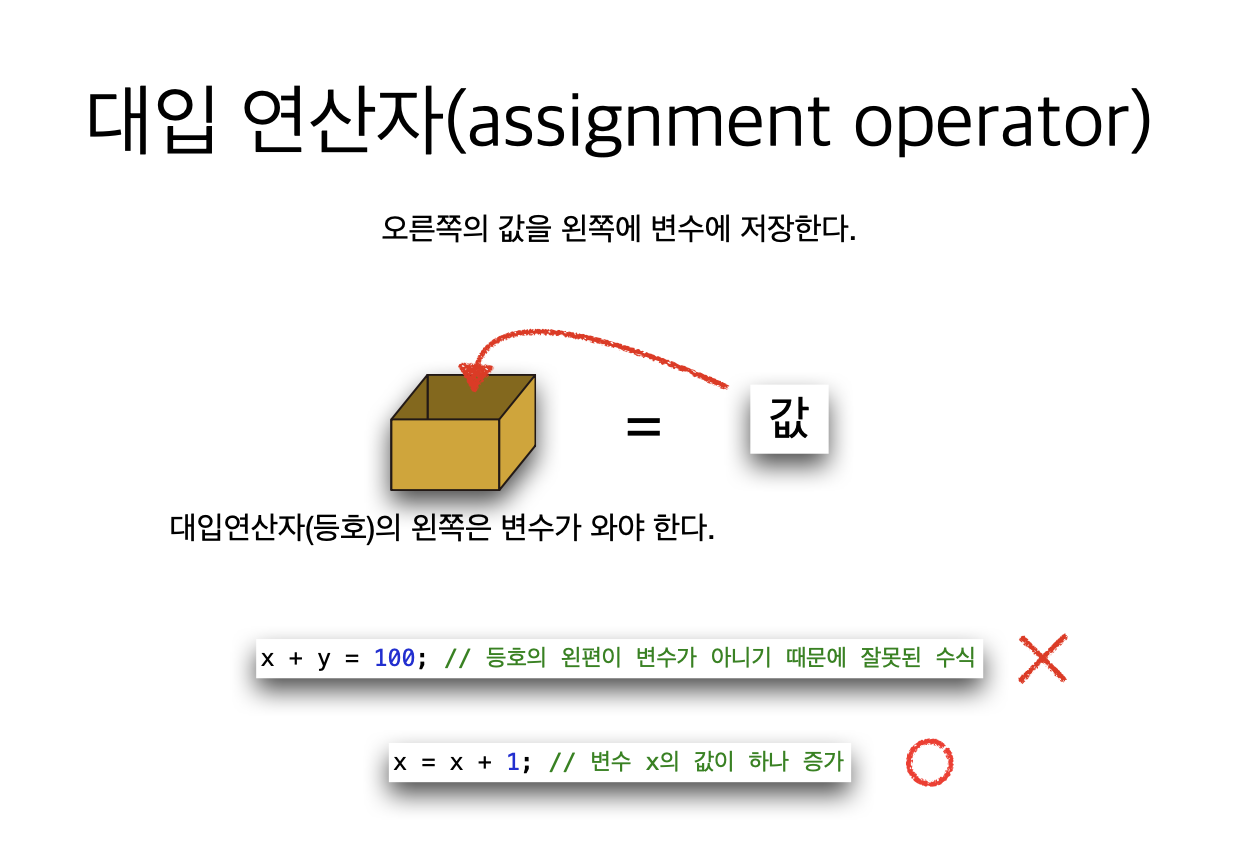 대입 연산자(assignment operator)
오른쪽의 값을 왼쪽에 변수에 저장한다.
= 값
대입연산자(등호)의 왼쪽은 변수가 와야 한다.
x + y = 100; // 등호의 왼편이 변수가 아니기 때문에 잘못된 수식
x = x + 1; // 변수 x의 값이 하나 증가